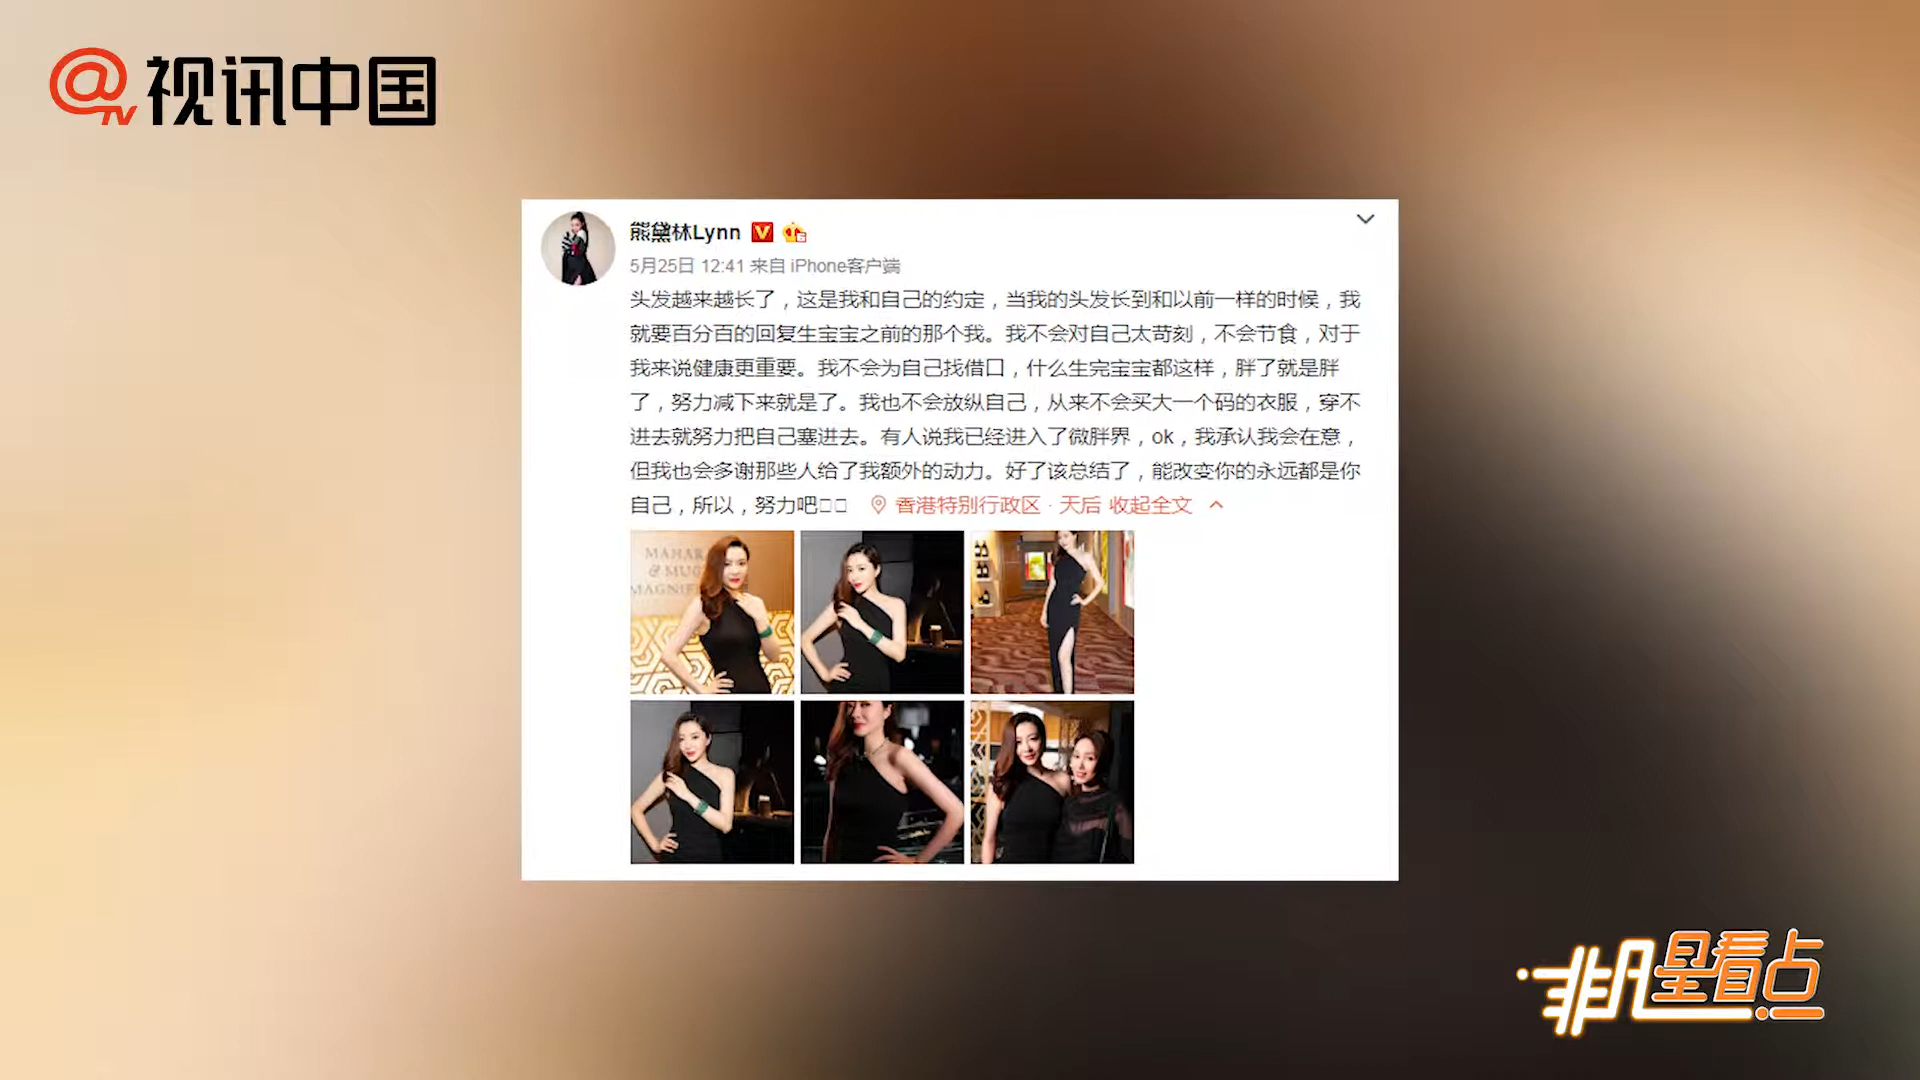 @TV 视讯中国
熊黛林Lynn
5月25日 12:41 来自 iPhone客户端
头发越来越长了，这是我和自己的约定，当我的头发长到和以前一样的时候，我
就要百分百的回复生宝宝之前的那个我。我不会对自己太苛刻，不会节食，对于
我来说健康更重要。我不会为自己找借口，什么生完宝宝都这样，胖了就是胖
了，努力减下来就是了。我也不会放纵自己，从来不会买大一个码的衣服，穿不
进去就努力把自己塞进去。有人说我已经进入了微胖界，ok，我承认我会在意，
但我也会多谢那些人给了我额外的动力。好了该总结了，能改变你的永远都是你
自己，所以，努力吧 香港特别行政区 · 天后 收起全文
MAHAR
& MUG
MAGNIF
非凡星看点